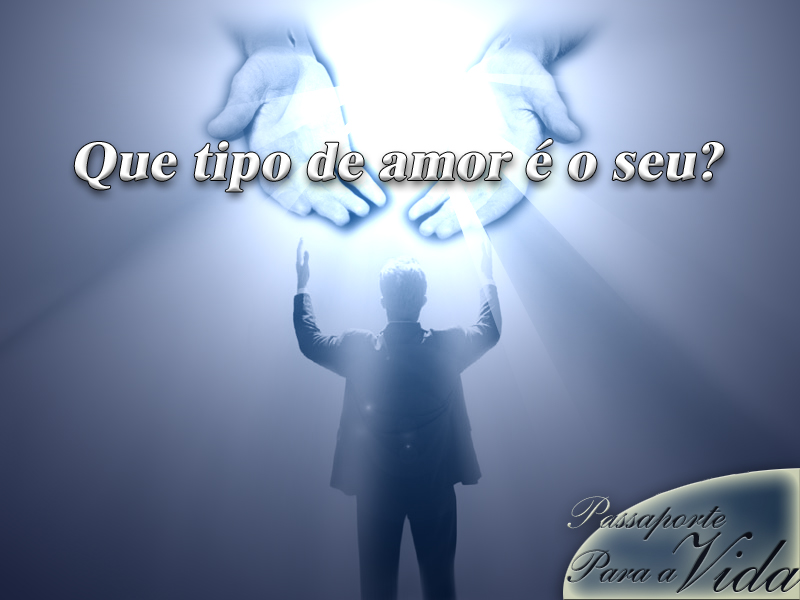 Que tipo de amor é o seu?
Passaporte
Para a Vida